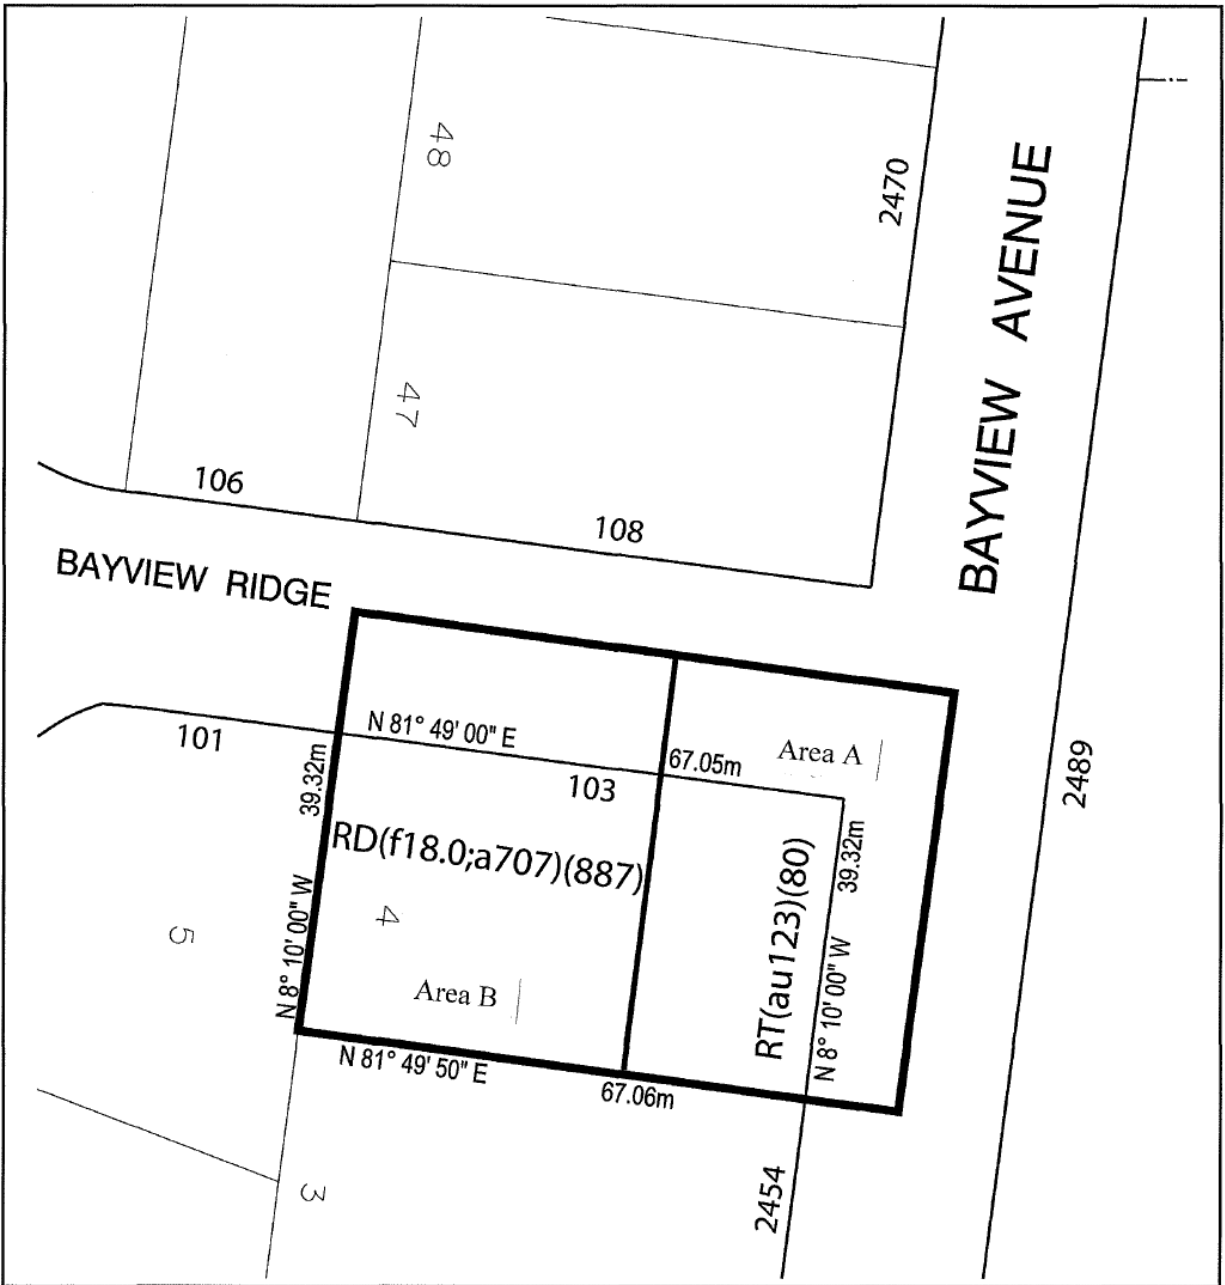 48
2470
BAYVIEW AVENUE
47
106
108
BAYVIEW RIDGE
101
N 81° 49' 00" E
67.05m
Area A
2489
39.32m
103
39.32m
RD(f18.0;a707)(887)
RT(au123)(80)
4
5
N 8° 10' 00" W
Area B
N 8° 10' 00" W
N 81° 49' 50" E
67.06m
3
2454